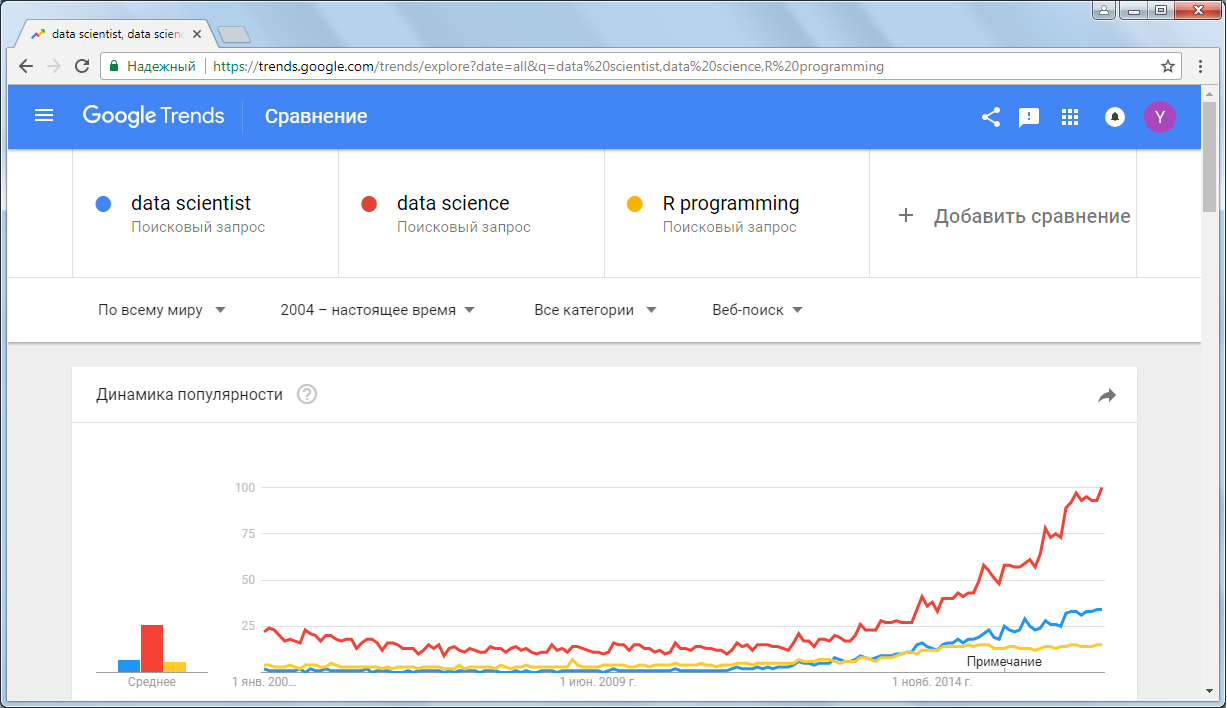 data scientist, data scienc
Надежный
https://trends.google.com/trends/explore?date=all&q=data%20scientist,data%20science,R%20programming
Google Trends
Сравнение
Y
data scientist
Поисковый запрос
data science
Поисковый запрос
R programming
Поисковый запрос
+ Добавить сравнение
По всему миру
2004 – настоящее время
Все категории
Веб-поиск
Динамика популярности
?
100
75
50
25
Примечание
Среднее
1 янв. 200...
1 июн. 2009 г.
1 нояб. 2014 г.